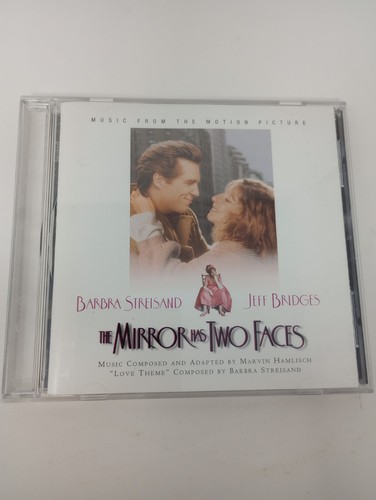 MUSIC FROM THE MOTION PICTURE
BARBRA STREISAND JEFF BRIDGES
THE MIRROR HAS TWO FACES
MUSIC COMPOSED AND ADAPTED BY MARVIN HAMLISCH
"LOVE THEME" COMPOSED BY BARBRA STREISAND